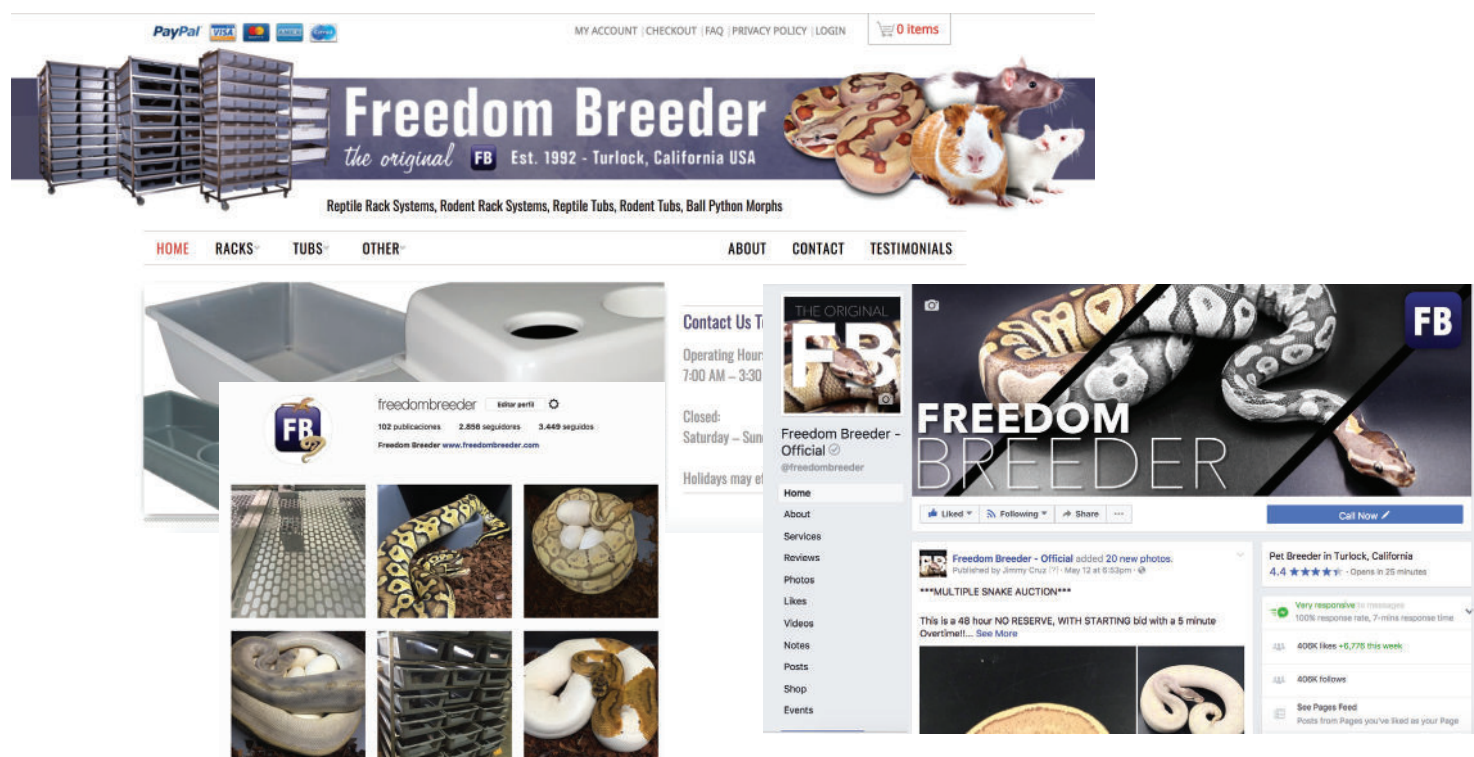 PayPal VISA
MY ACCOUNT | CHECKOUT | FAQ | PRIVACY POLICY | LOGIN
0 items
Freedom Breeder
the original FB Est. 1992 - Turlock, California USA
Reptile Rack Systems, Rodent Rack Systems, Reptile Tubs, Rodent Tubs, Ball Python Morphs
HOME RACKS TUBS OTHER ABOUT CONTACT TESTIMONIALS
Contact Us
Operating
7:00 AM – 3:30
Closed:
Saturday –
Holidays may
FB
freedombreeder Editar perfil
102 publicaciones 2.858 seguidores 3.449 seguidos
Freedom Breeder www.freedombreeder.com
THE ORIGINAL
FB
Freedom Breeder -
Official
@freedombreeder
Home
About
Services
Reviews
Photos
Likes
Videos
Notes
Posts
Shop
Events
FB
FREEDOM
BREEDER
Liked Following Share ···
Call Now
FB
Freedom Breeder - Official added 20 new photos.
Published by Jimmy Cruz [?] · May 12 at 6:53pm ·
***MULTIPLE SNAKE AUCTION***
This is a 48 hour NO RESERVE, WITH STARTING bid with a 5 minute
Overtime!!... See More
Pet Breeder in Turlock, California
4.4 ★★★★★ · Opens in 25 minutes
Very responsive to messages
100% response rate, 7-mins response time
406K likes +6,776 this week
406K follows
See Pages Feed
Posts from Pages you've liked as your Page